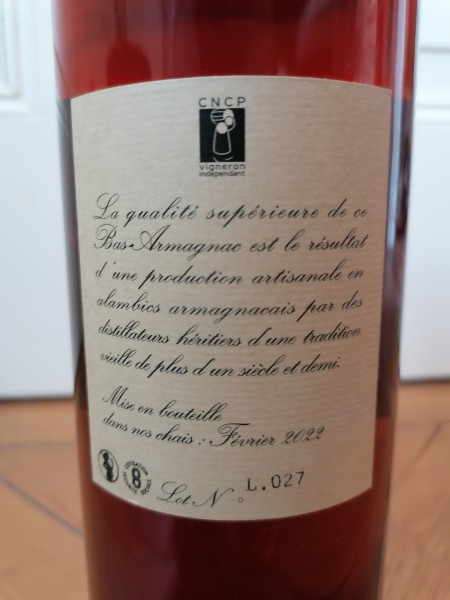 CNCP
vigneron
indépendant
La qualité supérieure de ce
Bas-Armagnac est le résultat
d'une production artisanale en
alambics armagnacais par des
distillateurs héritiers d'une tradition
vieille de plus d'un siècle et demi.
Mise en bouteille
dans nos chais : Février 2022
8
Lot N° L.027